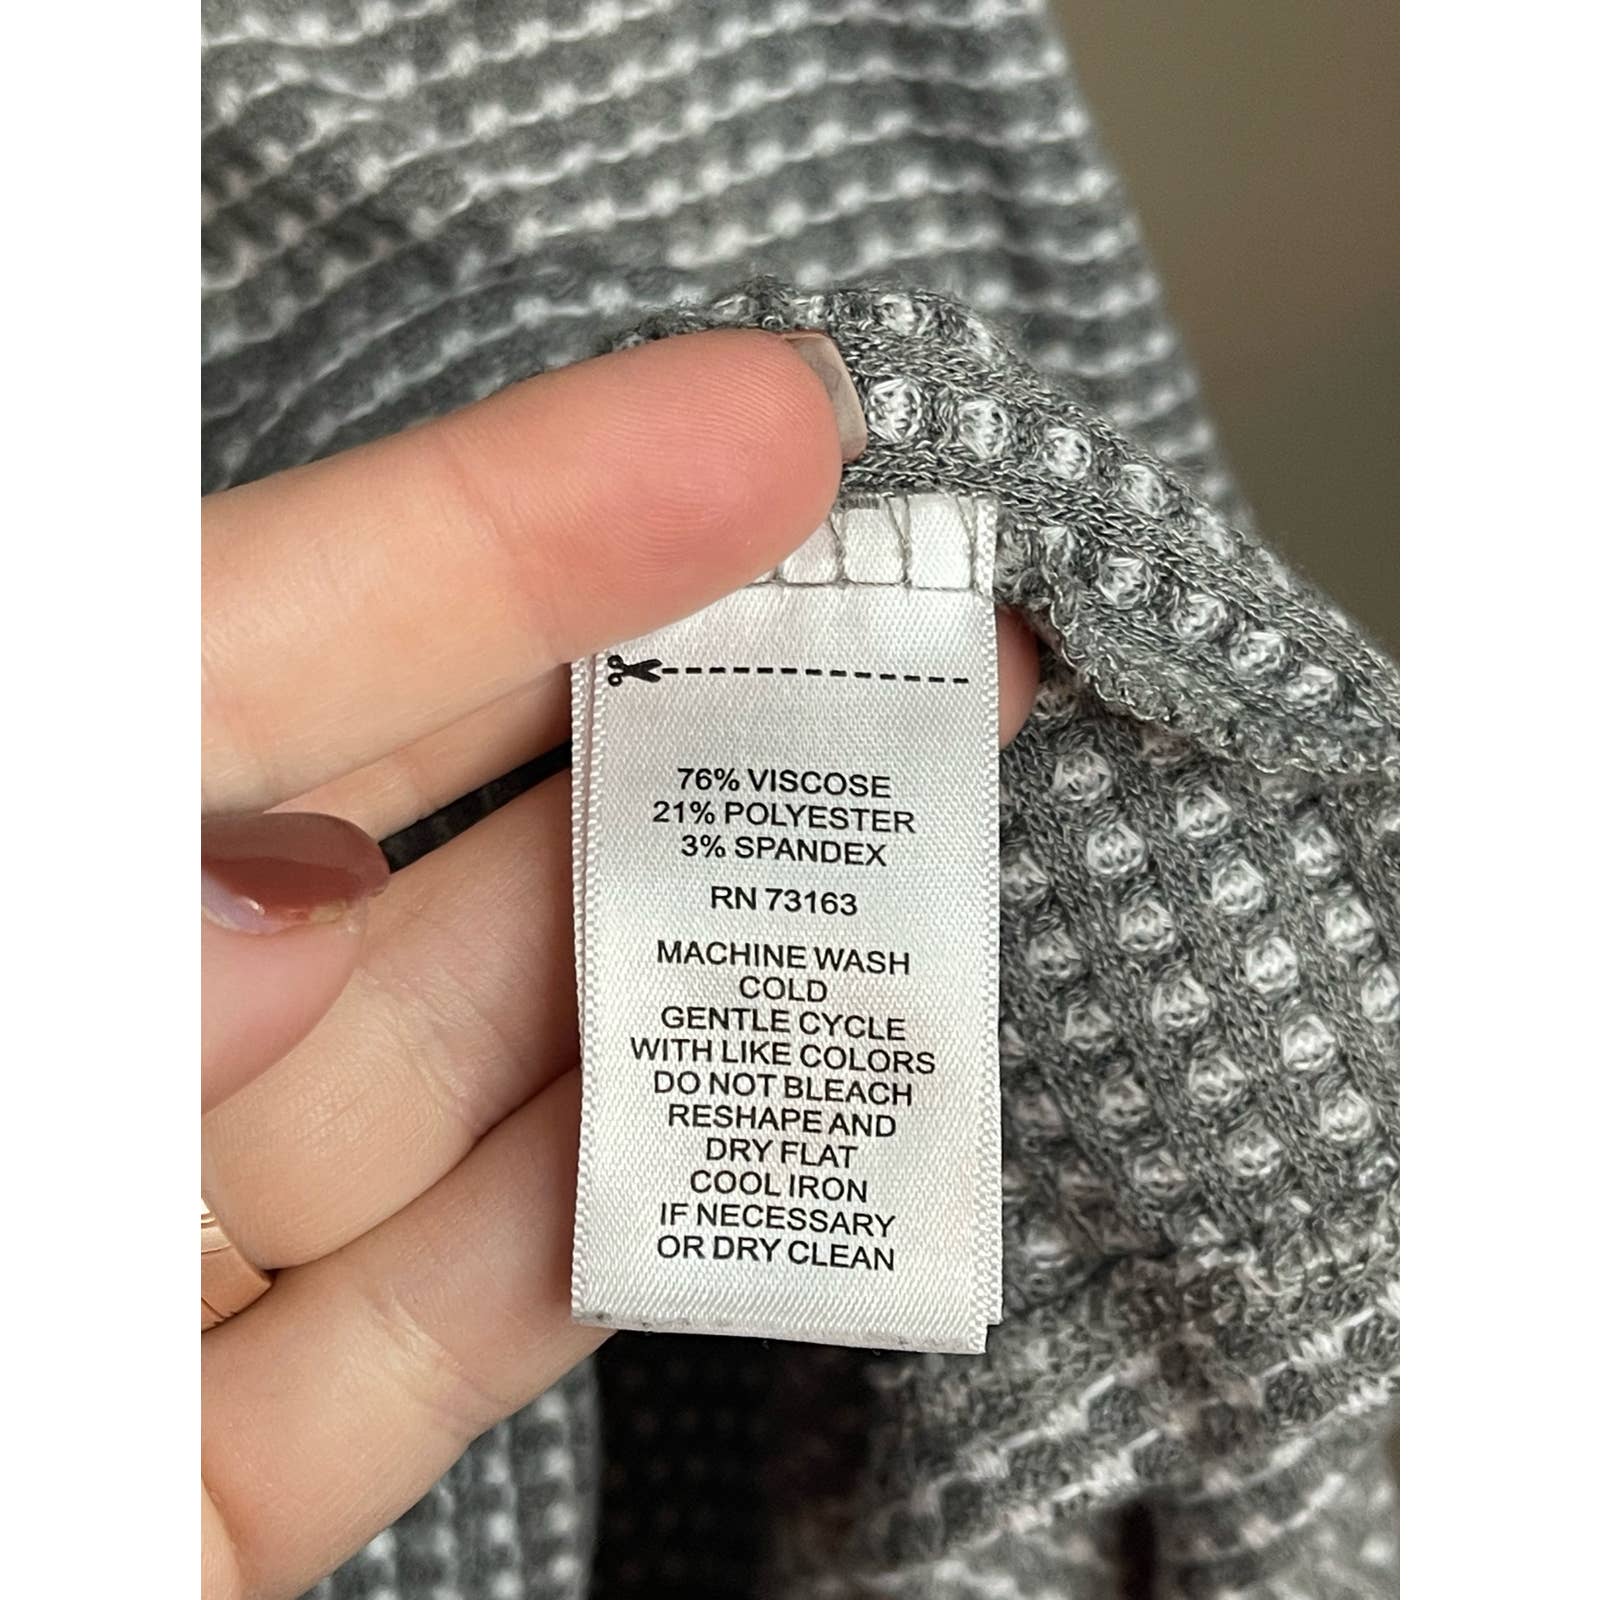 76% VISCOSE
21% POLYESTER
3% SPANDEX
RN 73163
MACHINE WASH
COLD
GENTLE CYCLE
WITH LIKE COLORS
DO NOT BLEACH
RESHAPE AND
DRY FLAT
COOL IRON
IF NECESSARY
OR DRY CLEAN